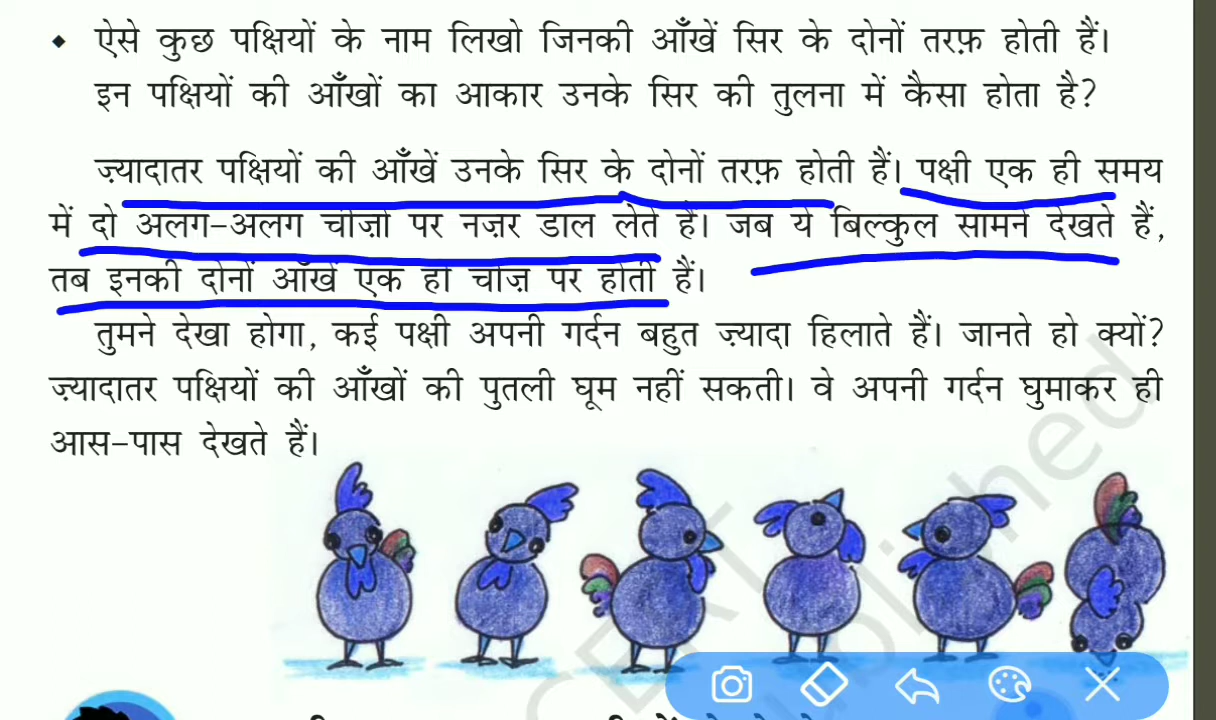 ◆ ऐसे कुछ पक्षियों के नाम लिखो जिनकी आँखें सिर के दोनों तरफ़ होती हैं।
इन पक्षियों की आँखों का आकार उनके सिर की तुलना में कैसा होता है?
ज़्यादातर पक्षियों की आँखें उनके सिर के दोनों तरफ़ होती हैं। पक्षी एक ही समय
में दो अलग–अलग चीज़ों पर नज़र डाल लेते हैं। जब ये बिल्कुल सामने देखते हैं,
तब इनकी दोनों आँखें एक ही चीज़ पर होती हैं।
तुमने देखा होगा, कई पक्षी अपनी गर्दन बहुत ज़्यादा हिलाते हैं। जानते हो क्यों?
ज़्यादातर पक्षियों की आँखों की पुतली घूम नहीं सकती। वे अपनी गर्दन घुमाकर ही
आस–पास देखते हैं।